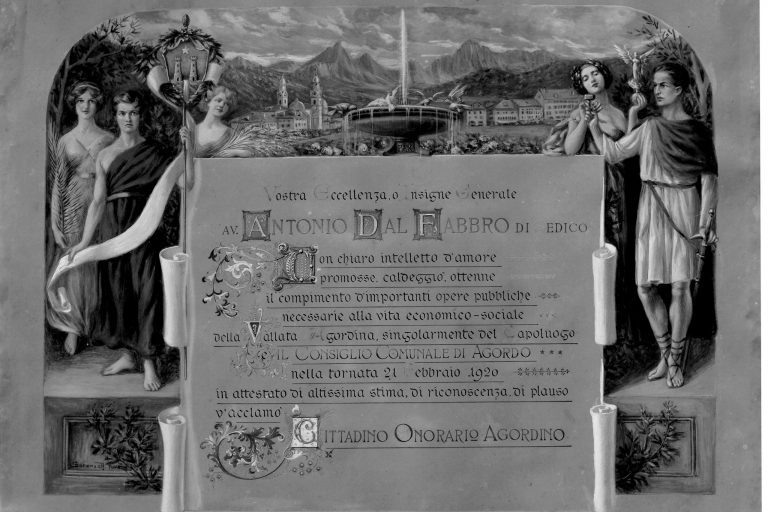 Vostra Eccellenza, o Insigne Generale
AV. ANTONIO DAL FABBRO DI MEDICO
Con chiaro intelletto d'amore
promosse, caldeggiò, ottenne
il compimento d'importanti opere pubbliche
necessarie alla vita economico-sociale
della Vallata Agordina, singolarmente del Capoluogo
IL CONSIGLIO COMUNALE DI AGORDO
nella tornata 21 Febbraio 1920
in attestato di altissima stima, di riconoscenza, di plauso
v'acclamò
CITTADINO ONORARIO AGORDINO